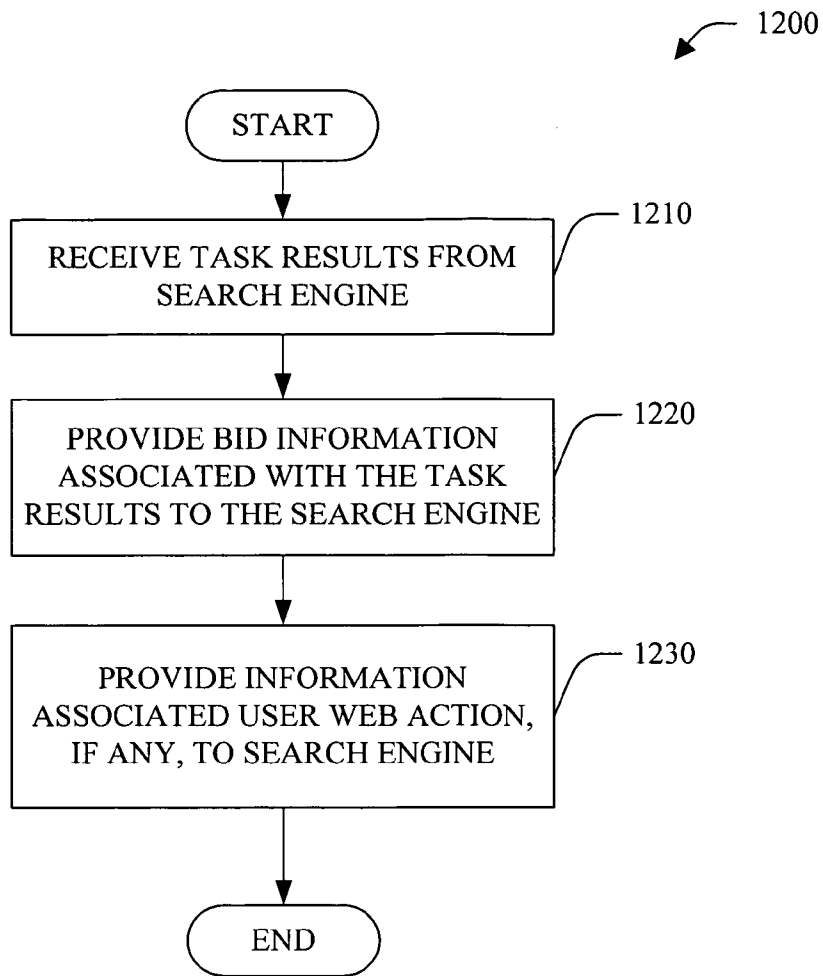 1200
START
1210
RECEIVE TASK RESULTS FROM
SEARCH ENGINE
1220
PROVIDE BID INFORMATION
ASSOCIATED WITH THE TASK
RESULTS TO THE SEARCH ENGINE
1230
PROVIDE INFORMATION
ASSOCIATED USER WEB ACTION,
IF ANY, TO SEARCH ENGINE
END